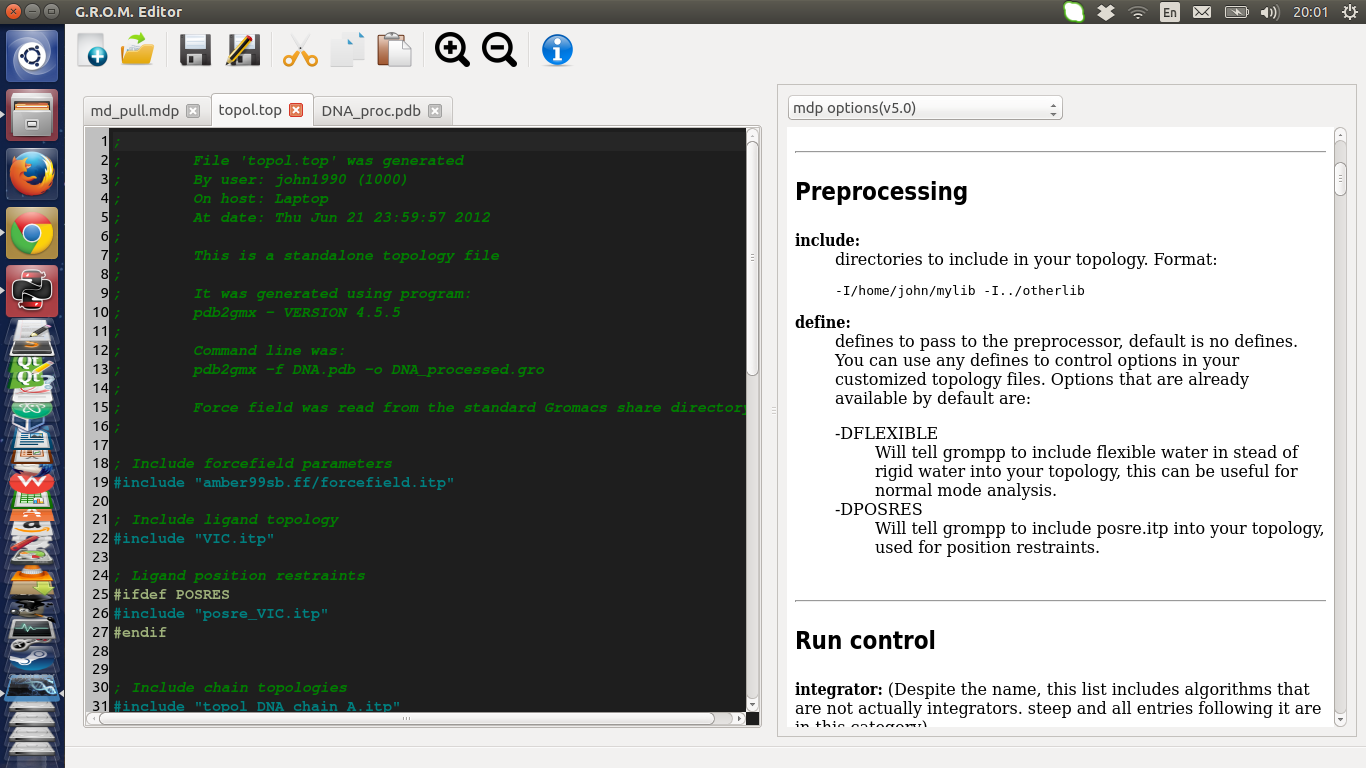 G.R.O.M. Editor
En
20:01
md_pull.mdp
topol.top
DNA_proc.pdb
1 ;
2 ; File 'topol.top' was generated
3 ; By user: john1990 (1000)
4 ; On host: Laptop
5 ; At date: Thu Jun 21 23:59:57 2012
6 ;
7 ; This is a standalone topology file
8 ;
9 ; It was generated using program:
10 ; pdb2gmx - VERSION 4.5.5
11 ;
12 ; Command line was:
13 ; pdb2gmx -f DNA.pdb -o DNA_processed.gro
14 ;
15 ; Force field was read from the standard Gromacs share directory
16 ;
17
18 ; Include forcefield parameters
19 #include "amber99sb.ff/forcefield.itp"
20
21 ; Include ligand topology
22 #include "VIC.itp"
23
24 ; Ligand position restraints
25 #ifdef POSRES
26 #include "posre_VIC.itp"
27 #endif
28
29
30 ; Include chain topologies
31 #include "topol_DNA_chain_A.itp"
mdp options(v5.0)
Preprocessing
include:
directories to include in your topology. Format:
-I/home/john/mylib -I../otherlib
define:
defines to pass to the preprocessor, default is no defines.
You can use any defines to control options in your
customized topology files. Options that are already
available by default are:
-DFLEXIBLE
Will tell grompp to include flexible water in stead of
rigid water into your topology, this can be useful for
normal mode analysis.
-DPOSRES
Will tell grompp to include posre.itp into your topology,
used for position restraints.
Run control
integrator: (Despite the name, this list includes algorithms that
are not actually integrators. steep and all entries following it are
in this category)